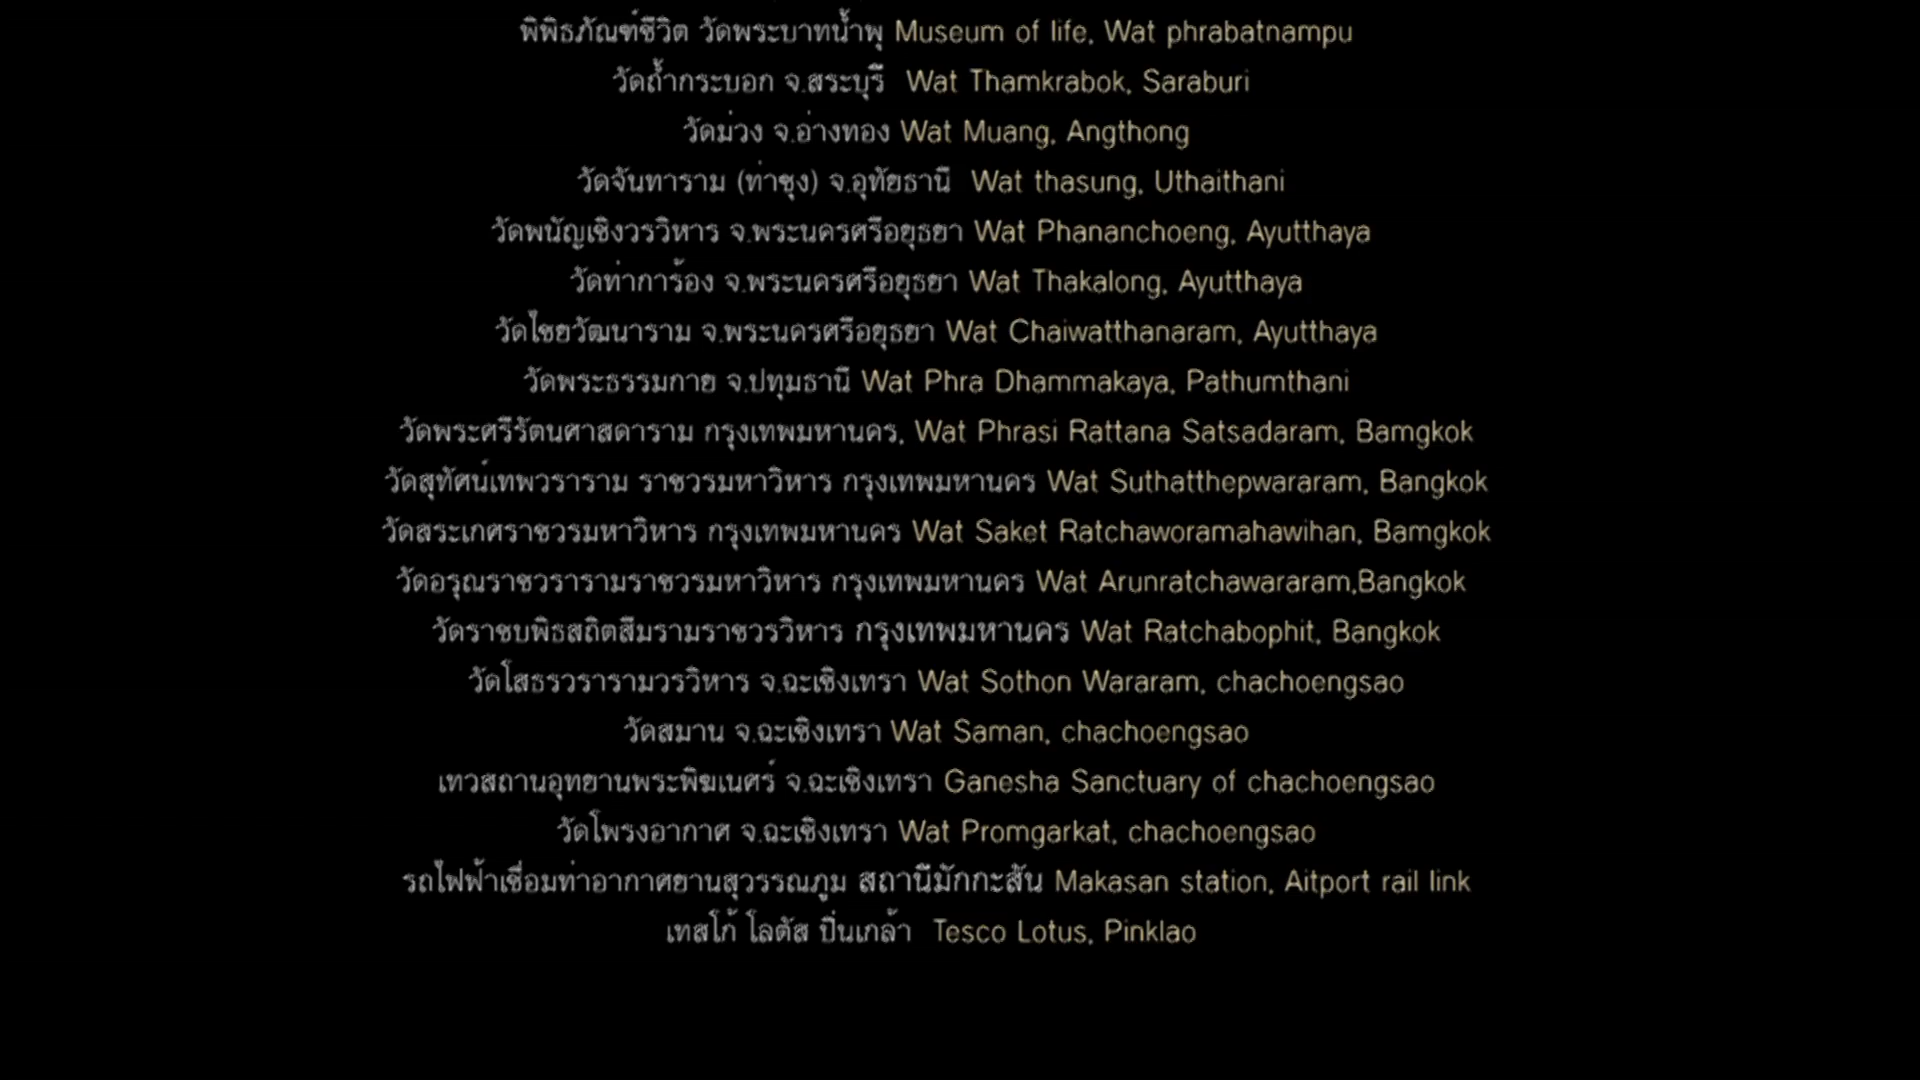 พิพิธภัณฑ์ชีวิต วัดพระบาทน้ำพุ Museum of life, Wat phrabatnampu
วัดถ้ำกระบอก จ.สระบุรี Wat Thamkrabok, Saraburi
วัดม่วง จ.อ่างทอง Wat Muang, Angthong
วัดจันทาราม (ท่าซุง) จ.อุทัยธานี Wat thasung, Uthaithani
วัดพนัญเชิงวรวิหาร จ.พระนครศรีอยุธยา Wat Phananchoeng, Ayutthaya
วัดท่าการ้อง จ.พระนครศรีอยุธยา Wat Thakalong, Ayutthaya
วัดไชยวัฒนาราม จ.พระนครศรีอยุธยา Wat Chaiwatthanaram, Ayutthaya
วัดพระธรรมกาย จ.ปทุมธานี Wat Phra Dhammakaya, Pathumthani
วัดพระศรีรัตนศาสดาราม กรุงเทพมหานคร, Wat Phrasi Rattana Satsadaram, Bamgkok
วัดสุทัศน์เทพวราราม ราชวรมหาวิหาร กรุงเทพมหานคร Wat Suthatthepwararam, Bangkok
วัดสระเกศราชวรมหาวิหาร กรุงเทพมหานคร Wat Saket Ratchaworamahawihan, Bamgkok
วัดอรุณราชวรารามราชวรมหาวิหาร กรุงเทพมหานคร Wat Arunratchawararam,Bangkok
วัดราชบพิธสถิตสีมรามราชวรวิหาร กรุงเทพมหานคร Wat Ratchabophit, Bangkok
วัดโสธรวรารามวรวิหาร จ.ฉะเชิงเทรา Wat Sothon Wararam, chachoengsao
วัดสมาน จ.ฉะเชิงเทรา Wat Saman, chachoengsao
เทวสถานอุทยานพระพิฆเนศร์ จ.ฉะเชิงเทรา Ganesha Sanctuary of chachoengsao
วัดโพรงอากาศ จ.ฉะเชิงเทรา Wat Promgarkat, chachoengsao
รถไฟฟ้าเชื่อมท่าอากาศยานสุวรรณภูม สถานีมักกะสัน Makasan station, Aitport rail link
เทสโก้ โลตัส ปิ่นเกล้า Tesco Lotus, Pinklao